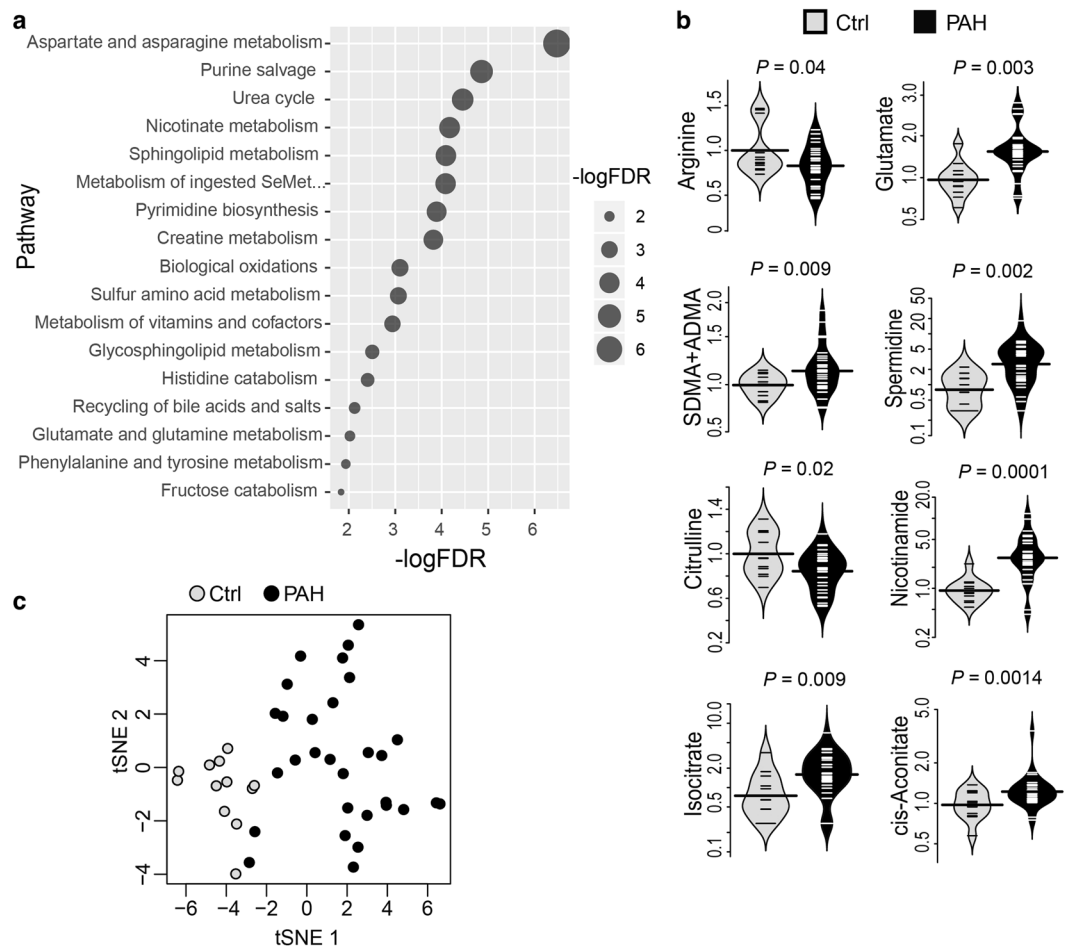 a
Aspartate and asparagine metabolism
Purine salvage
Urea cycle
Nicotinate metabolism
Sphingolipid metabolism
Metabolism of ingested SeMet...
Pyrimidine biosynthesis
Creatine metabolism
Biological oxidations
Sulfur amino acid metabolism
Metabolism of vitamins and cofactors
Glycosphingolipid metabolism
Histidine catabolism
Recycling of bile acids and salts
Glutamate and glutamine metabolism
Phenylalanine and tyrosine metabolism
Fructose catabolism
Pathway
2 3 4 5 6
-logFDR
-logFDR
2
3
4
5
6
b
Ctrl PAH
P = 0.04
Arginine
0 0.5 1.0 1.5
P = 0.003
Glutamate
0.5 1.0 2.0 3.0
P = 0.009
SDMA+ADMA
0.5 1.0 1.5 2.0
P = 0.002
Spermidine
0.1 0.5 2 5 20 50
P = 0.02
Citrulline
0.2 0.6 1.0 1.4
P = 0.0001
Nicotinamide
0.2 1.0 5.0 20.0
P = 0.009
Isocitrate
0.1 0.5 2.0 10.0
P = 0.0014
cis-Aconitate
0.5 1.0 2.0 5.0
c
Ctrl PAH
tSNE 2
−4 −2 0 2 4
−6 −4 −2 0 2 4 6
tSNE 1